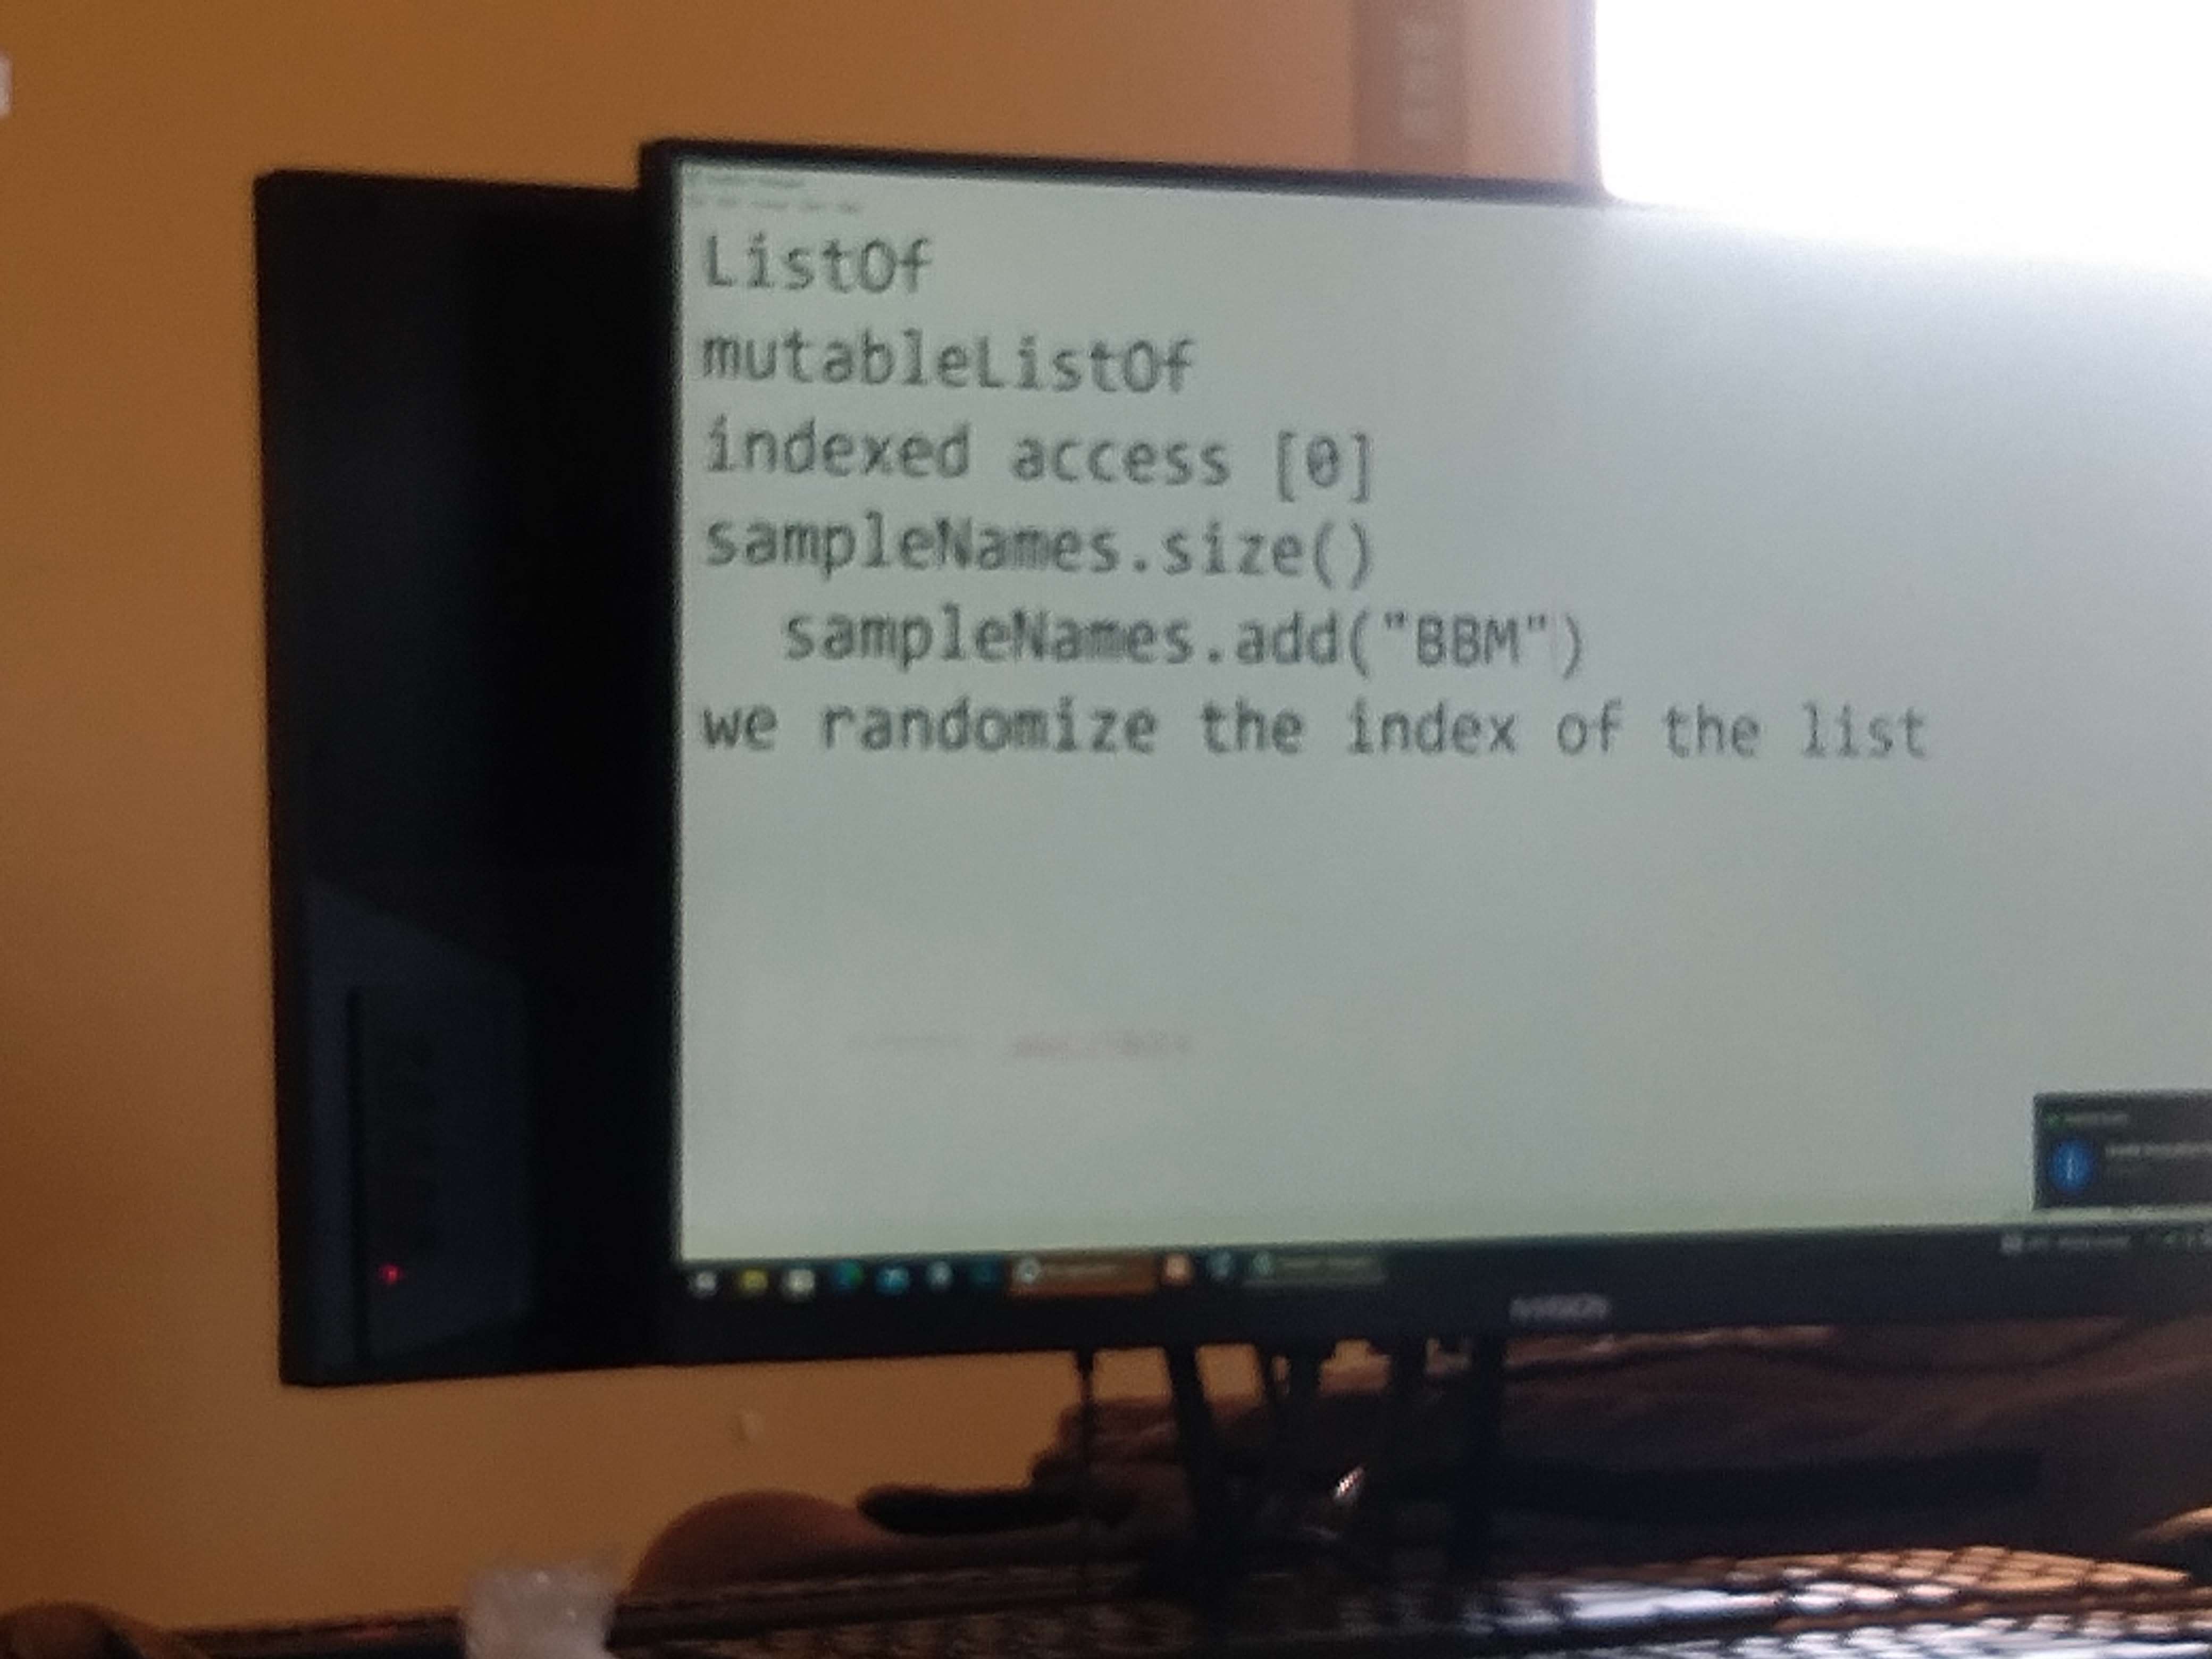 ListOf
mutableListOf
indexed access [0]
sampleNames.size()
sampleNames.add("BBM")
we randomize the index of the list